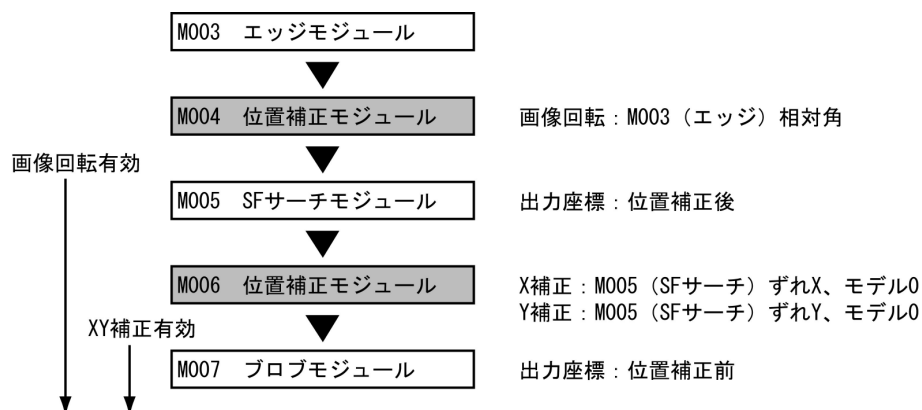 M003 エッジモジュール
M004 位置補正モジュール
画像回転：M003（エッジ）相対角
画像回転有効
M005 SFサーチモジュール
出力座標：位置補正後
M006 位置補正モジュール
X補正：M005（SFサーチ）ずれX、モデル0
Y補正：M005（SFサーチ）ずれY、モデル0
XY補正有効
M007 ブロブモジュール
出力座標：位置補正前